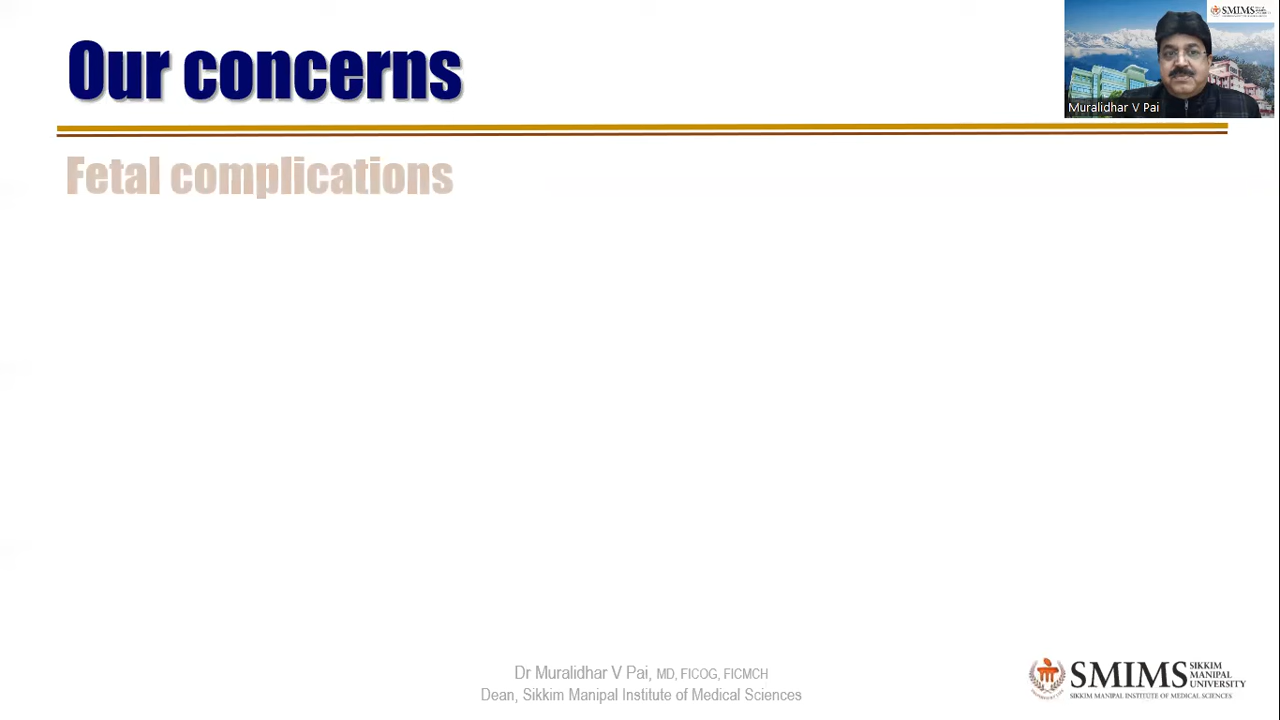 Our concerns
SMIMS
Muralidhar V Pai
Fetal complications
Dr Muralidhar V Pai, MD, FICOG, FICMCH
Dean, Sikkim Manipal Institute of Medical Sciences
SMIMS SIKKIM
MANIPAL
UNIVERSITY
SIKKIM MANIPAL INSTITUTE OF MEDICAL SCIENCES